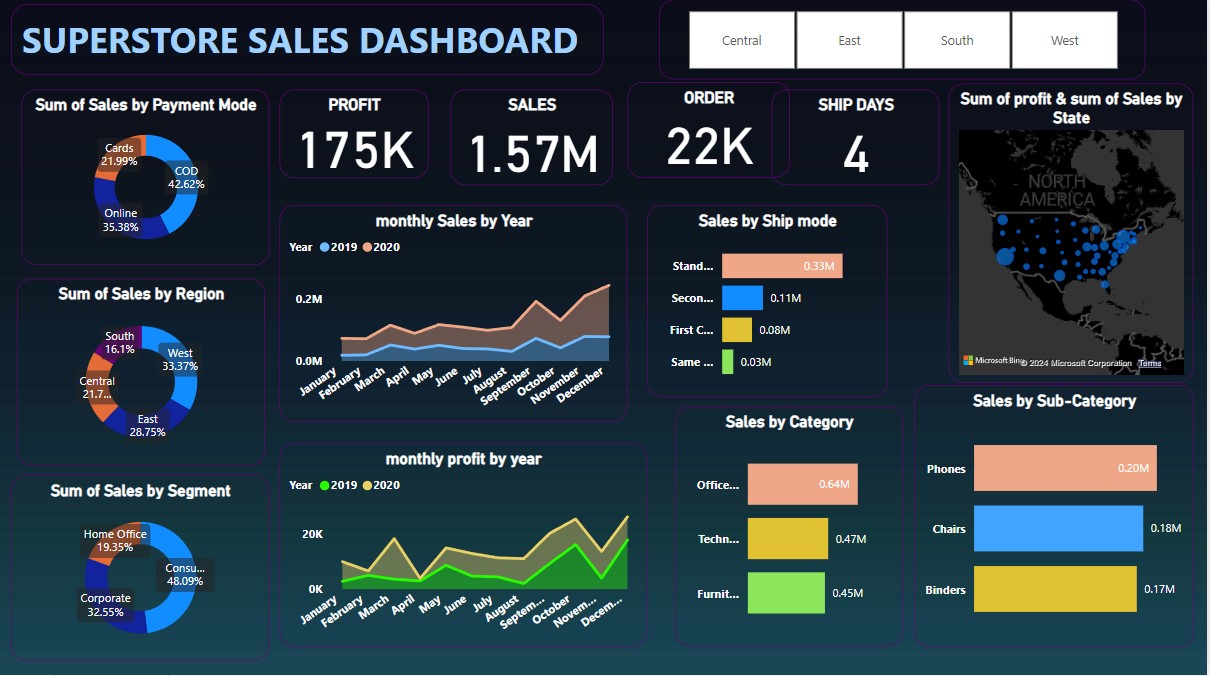 SUPERSTORE SALES DASHBOARD
Central
East
South
West
Sum of Sales by Payment Mode
Cards
21.99%
COD
42.62%
Online
35.38%
PROFIT
175K
SALES
1.57M
ORDER
22K
SHIP DAYS
4
Sum of profit & sum of Sales by
State
NORTH
AMERICA
Microsoft Bing
© 2024 Microsoft Corporation Terms
Sum of Sales by Region
South
16.1%
West
33.37%
Central
21.7...
East
28.75%
monthly Sales by Year
Year 2019 2020
0.2M
0.0M
January
February
March
April
May
June
July
August
September
October
November
December
Sales by Ship mode
Stand... 0.33M
Secon... 0.11M
First C... 0.08M
Same ... 0.03M
Sum of Sales by Segment
Home Office
19.35%
Consu...
48.09%
Corporate
32.55%
monthly profit by year
Year 2019 2020
20K
0K
January
February
March
April
May
June
July
August
Septem...
October
Novem...
Decem...
Sales by Category
Office... 0.64M
Techn... 0.47M
Furnit... 0.45M
Sales by Sub-Category
Phones 0.20M
Chairs 0.18M
Binders 0.17M